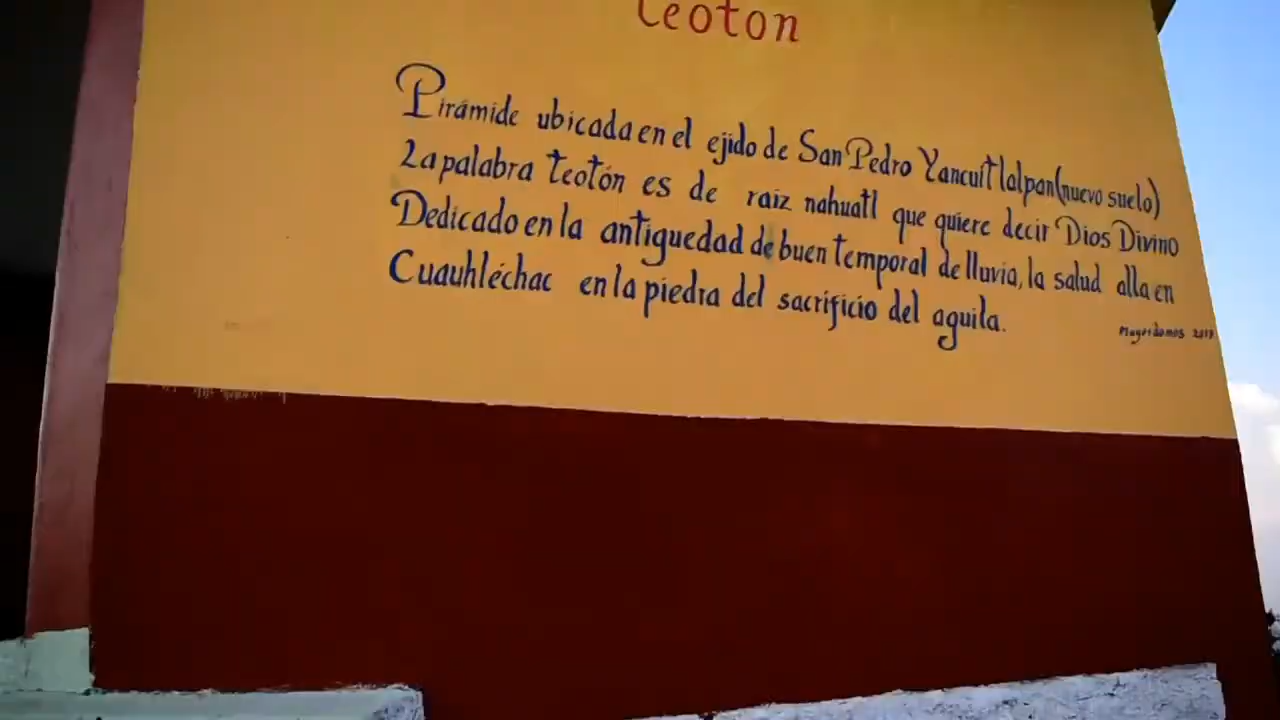 teoton
Pirámide ubicada en el ejido de San Pedro Yancuitlalpan (nuevo suelo)
La palabra teotón es de raiz nahuatl que quiere decir Dios Divino
Dedicado en la antiguedad de buen temporal de lluvia, la salud alla en
Cuauhléchac en la piedra del sacrificio del aguila.